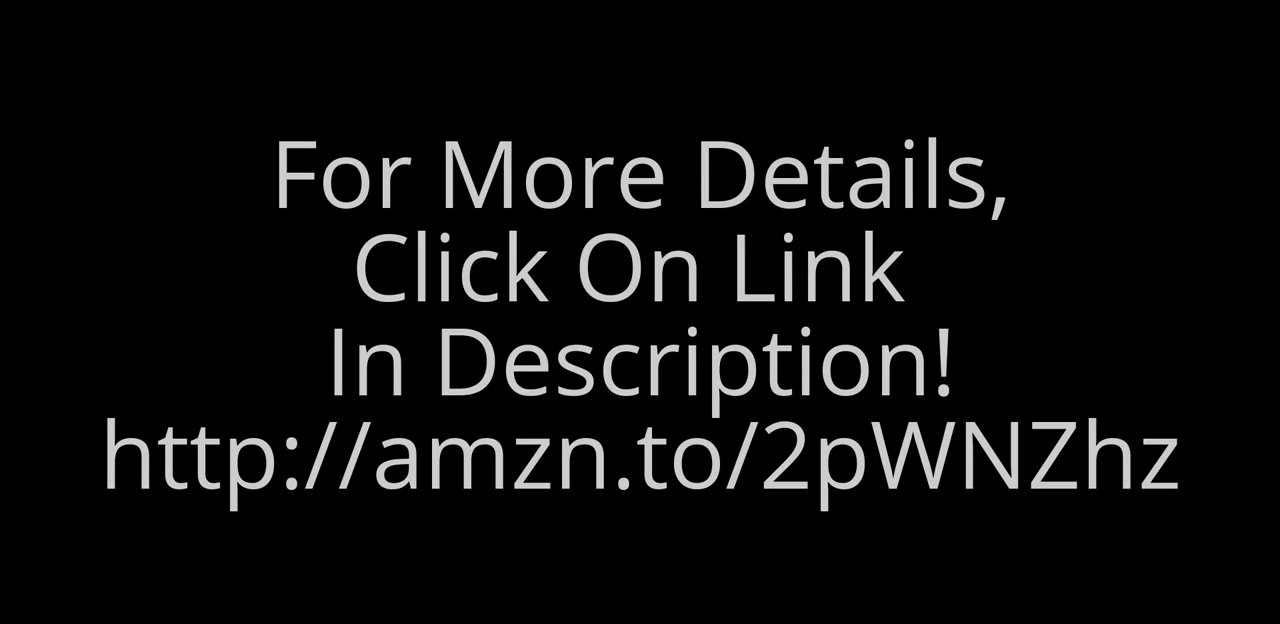 For More Details,
Click On Link
In Description!
http://amzn.to/2pWNZhz